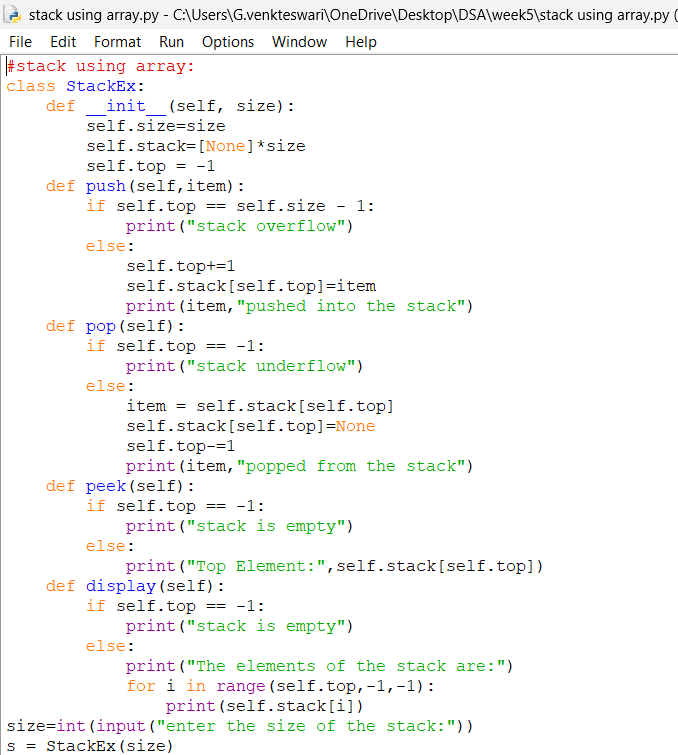 stack using array.py - C:\Users\G.venkteswari\OneDrive\Desktop\DSA\week5\stack using array.py (
File Edit Format Run Options Window Help
#stack using array:
class StackEx:
    def __init__(self, size):
        self.size=size
        self.stack=[None]*size
        self.top = -1
    def push(self,item):
        if self.top == self.size - 1:
            print("stack overflow")
        else:
            self.top+=1
            self.stack[self.top]=item
            print(item,"pushed into the stack")
    def pop(self):
        if self.top == -1:
            print("stack underflow")
        else:
            item = self.stack[self.top]
            self.stack[self.top]=None
            self.top-=1
            print(item,"popped from the stack")
    def peek(self):
        if self.top == -1:
            print("stack is empty")
        else:
            print("Top Element:",self.stack[self.top])
    def display(self):
        if self.top == -1:
            print("stack is empty")
        else:
            print("The elements of the stack are:")
            for i in range(self.top,-1,-1):
                print(self.stack[i])
size=int(input("enter the size of the stack:"))
s = StackEx(size)